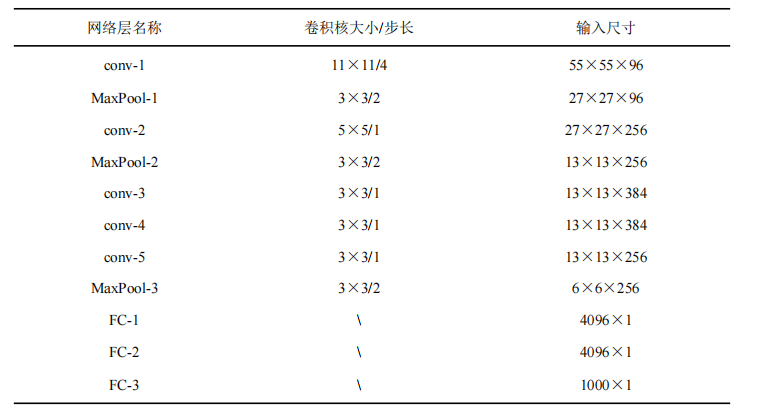 网络层名称 卷积核大小/步长 输入尺寸
conv-1 11×11/4 55×55×96
MaxPool-1 3×3/2 27×27×96
conv-2 5×5/1 27×27×256
MaxPool-2 3×3/2 13×13×256
conv-3 3×3/1 13×13×384
conv-4 3×3/1 13×13×384
conv-5 3×3/1 13×13×256
MaxPool-3 3×3/2 6×6×256
FC-1 \ 4096×1
FC-2 \ 4096×1
FC-3 \ 1000×1